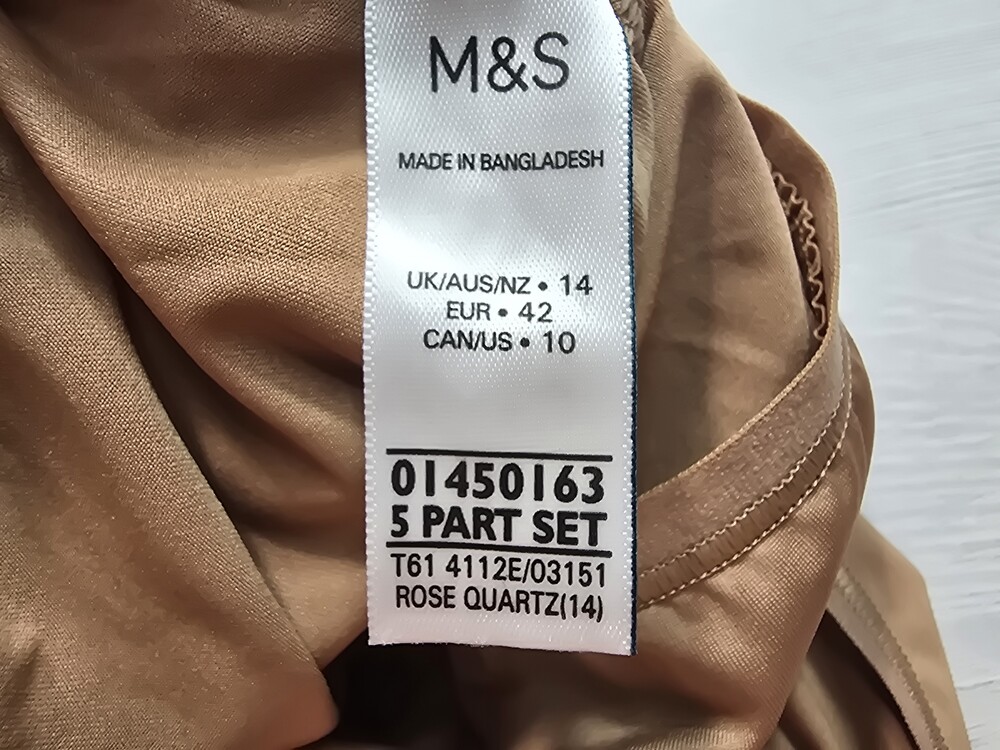 M&S
MADE IN BANGLADESH
UK/AUS/NZ • 14
EUR • 42
CAN/US • 10
01450163
5 PART SET
T61 4112E/03151
ROSE QUARTZ(14)